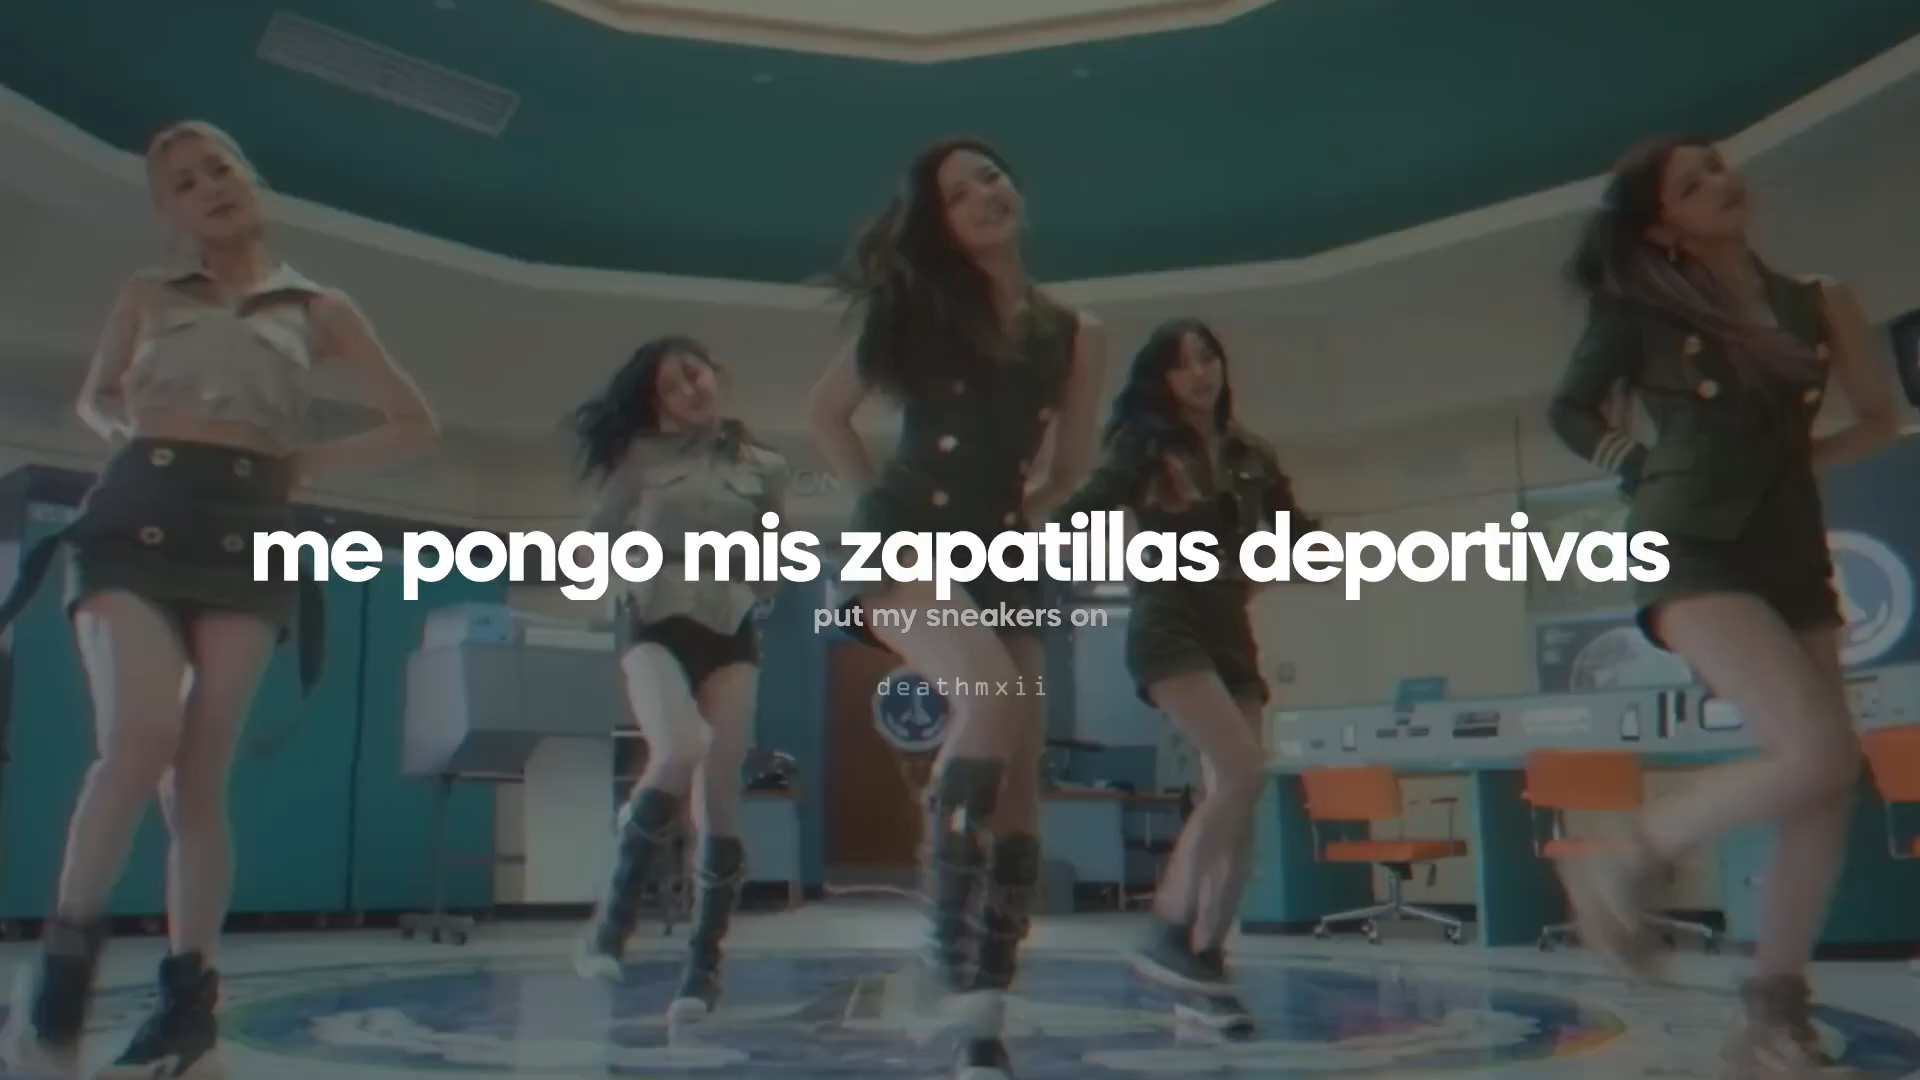 me pongo mis zapatillas deportivas
put my sneakers on
deathmxii